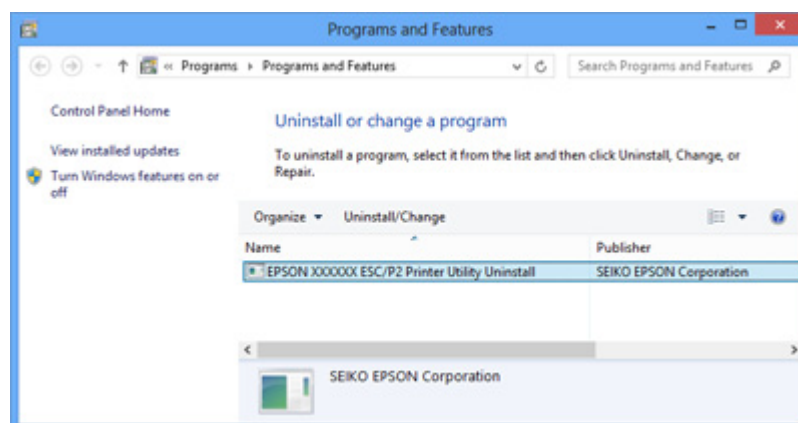 Programs and Features
« Programs ▸ Programs and Features
Search Programs and Features
Control Panel Home
View installed updates
Turn Windows features on or
off
Uninstall or change a program
To uninstall a program, select it from the list and then click Uninstall, Change, or
Repair.
Organize ▾ Uninstall/Change
Name Publisher
EPSON XXXXXX ESC/P2 Printer Utility Uninstall SEIKO EPSON Corporation
SEIKO EPSON Corporation